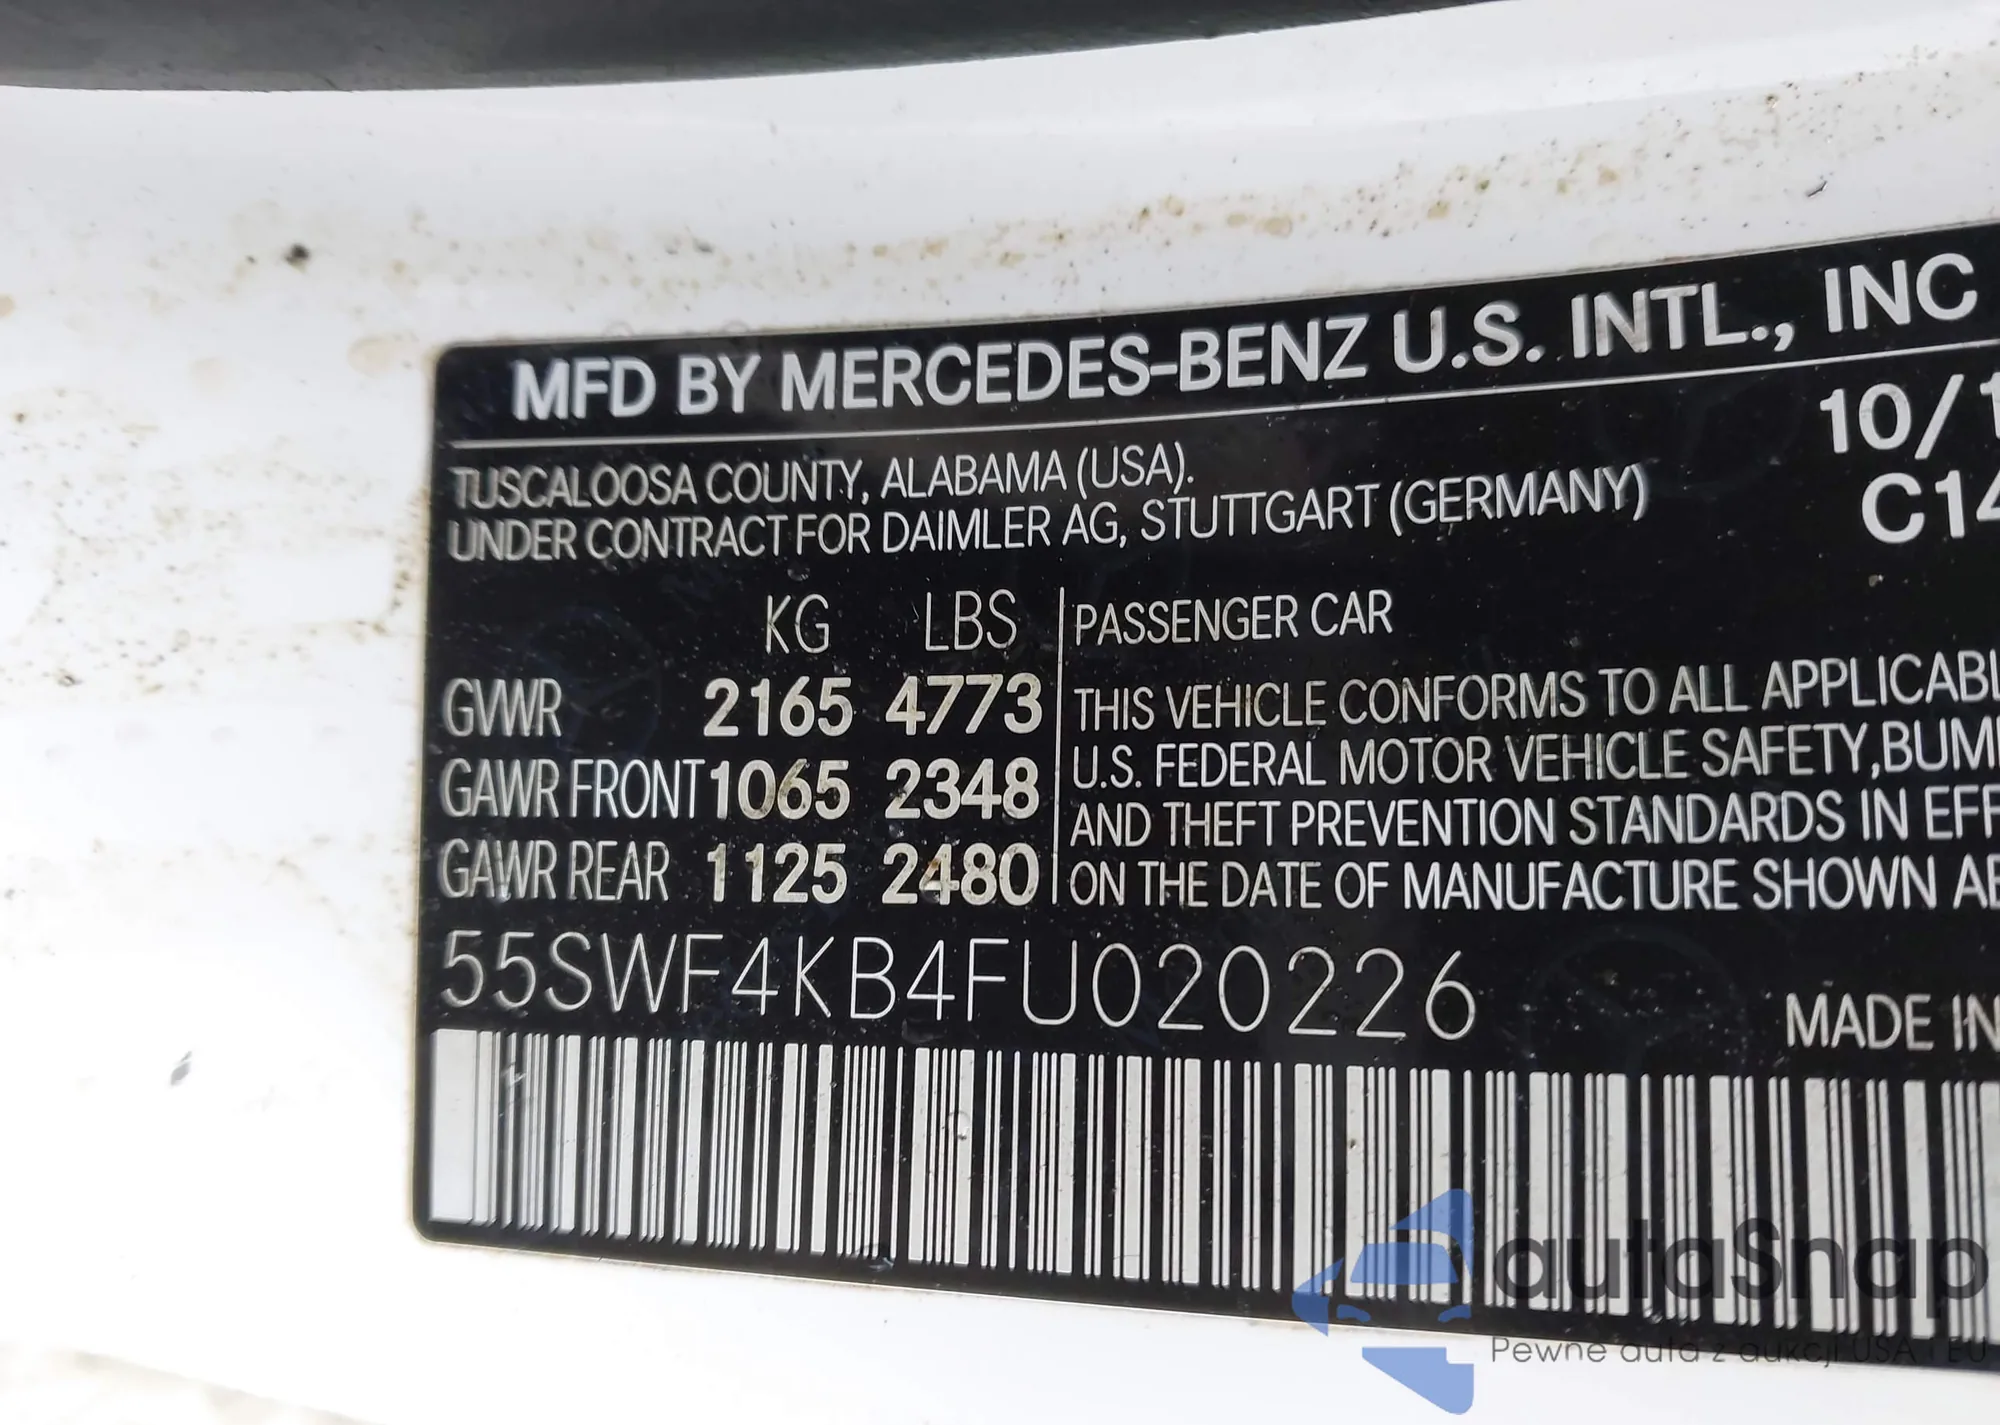 MFD BY MERCEDES-BENZ U.S. INTL., INC
10/1
TUSCALOOSA COUNTY, ALABAMA (USA).
UNDER CONTRACT FOR DAIMLER AG, STUTTGART (GERMANY)
C14
KG LBS
GVWR 2165 4773
GAWR FRONT 1065 2348
GAWR REAR 1125 2480
PASSENGER CAR
THIS VEHICLE CONFORMS TO ALL APPLICABL
U.S. FEDERAL MOTOR VEHICLE SAFETY,BUM
AND THEFT PREVENTION STANDARDS IN EFF
ON THE DATE OF MANUFACTURE SHOWN AB
55SWF4KB4FU020226
MADE IN
autaSnap
Pewne auta z aukcji USA i EU